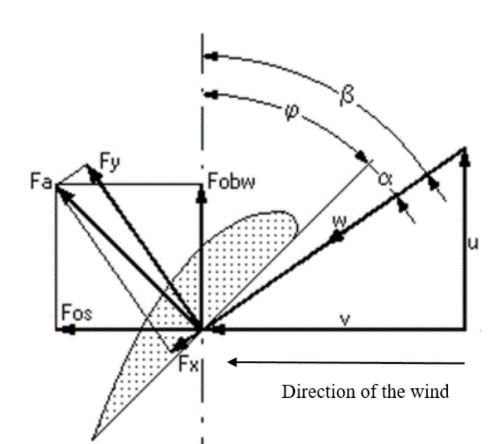 β
φ
Fy
Fa
Fobw
α
w
u
Fos
v
Fx
Direction of the wind